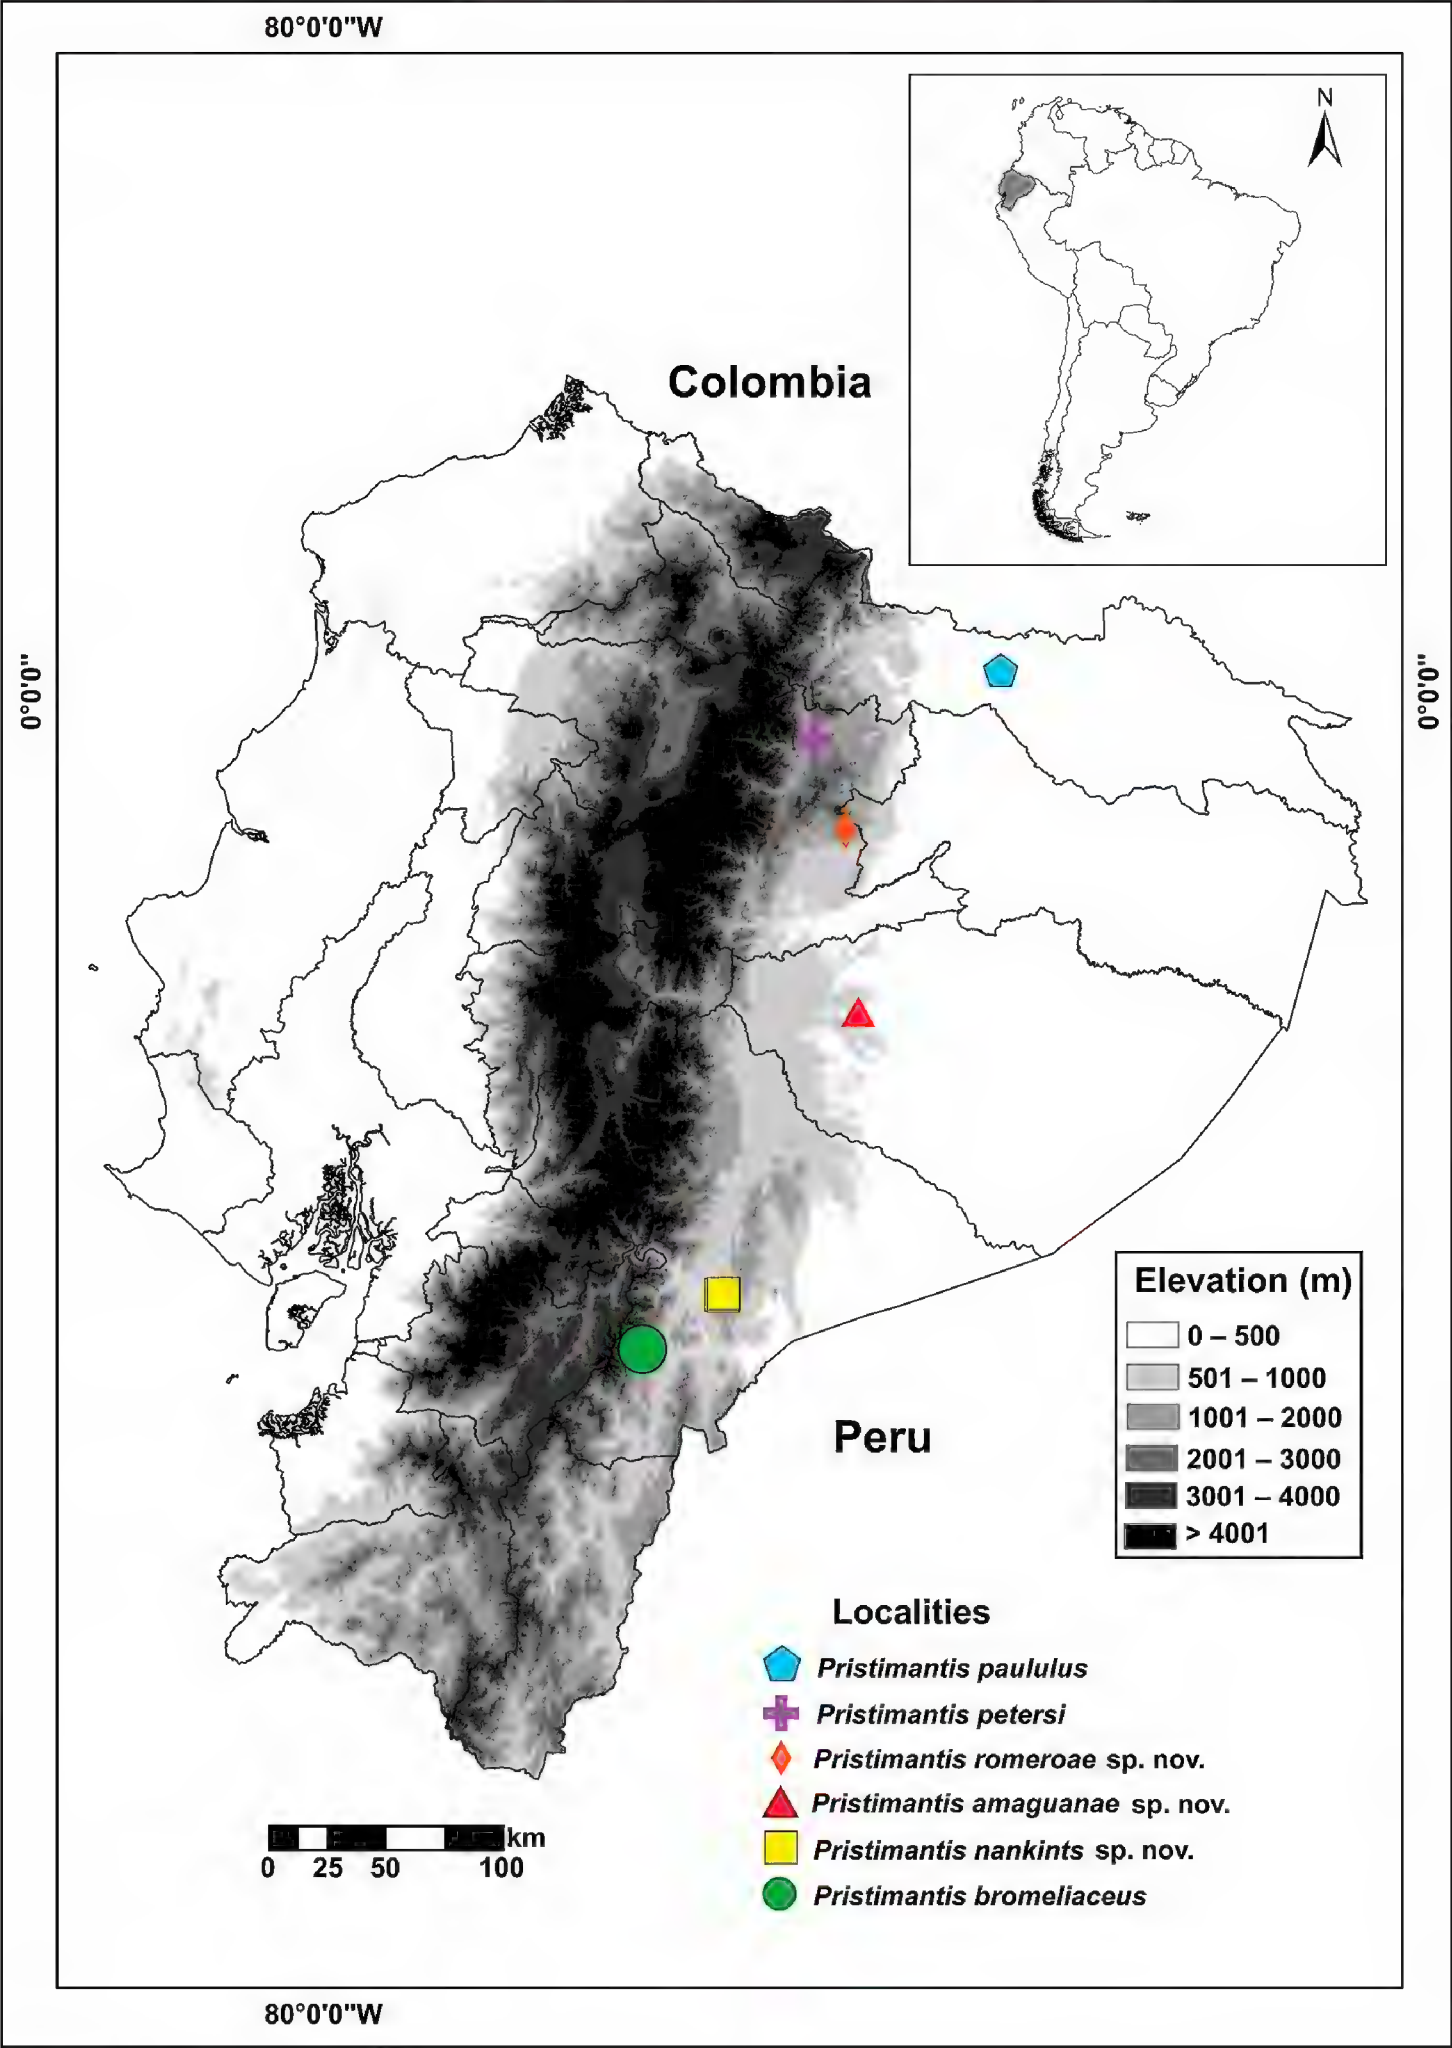 80°0'0"W
N
Colombia
0°0'0"
0°0'0"
Elevation (m)
0 – 500
501 – 1000
1001 – 2000
2001 – 3000
3001 – 4000
> 4001
Peru
Localities
Pristimantis paululus
Pristimantis petersi
Pristimantis romeroae sp. nov.
Pristimantis amaguanae sp. nov.
Pristimantis nankints sp. nov.
Pristimantis bromeliaceus
km
0 25 50 100
80°0'0"W